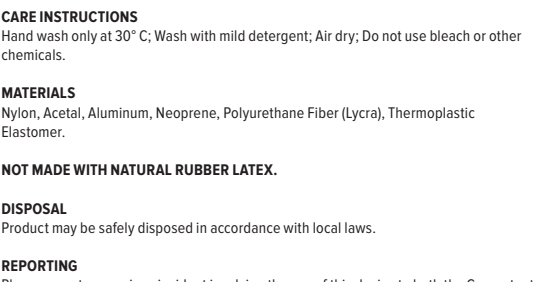 CARE INSTRUCTIONS
Hand wash only at 30° C; Wash with mild detergent; Air dry; Do not use bleach or other
chemicals.
MATERIALS
Nylon, Acetal, Aluminum, Neoprene, Polyurethane Fiber (Lycra), Thermoplastic
Elastomer.
NOT MADE WITH NATURAL RUBBER LATEX.
DISPOSAL
Product may be safely disposed in accordance with local laws.
REPORTING